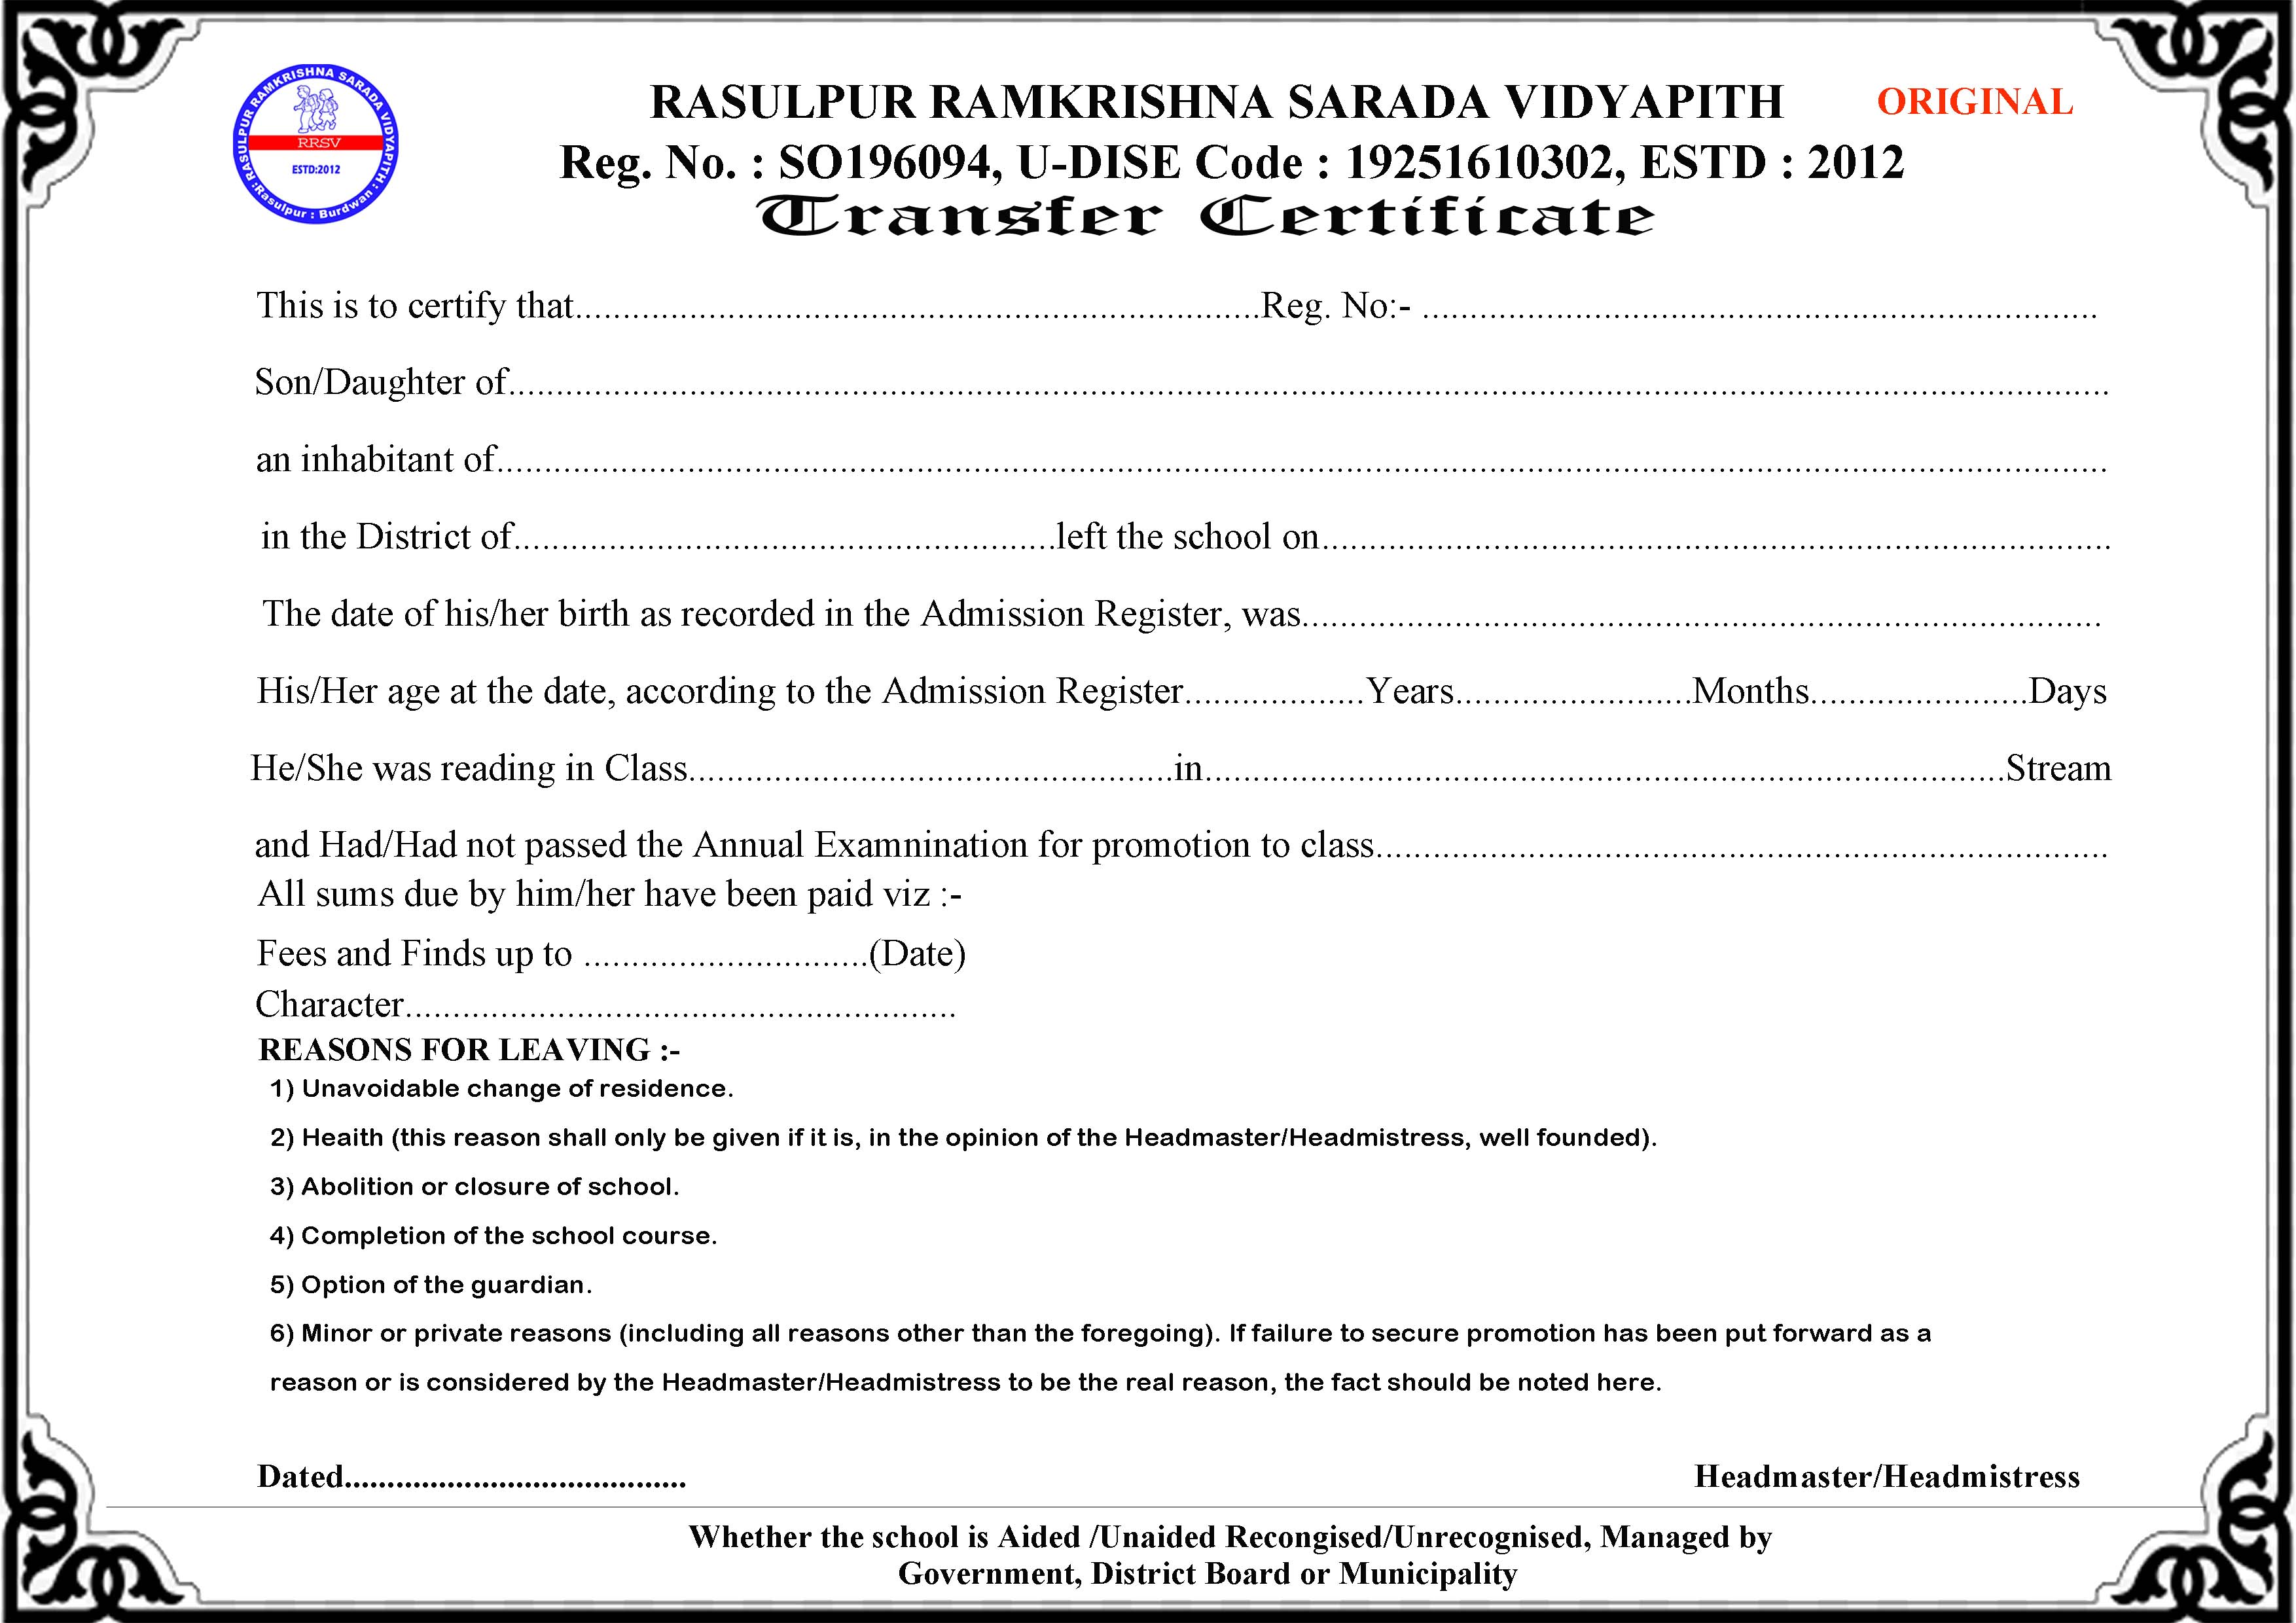 RASULPUR RAMKRISHNA SARADA VIDYAPITH : Rasulpur : Burdwan :
RRSV
ESTD:2012
RASULPUR RAMKRISHNA SARADA VIDYAPITH
ORIGINAL
Reg. No. : SO196094, U-DISE Code : 19251610302, ESTD : 2012
Transfer Certificate
This is to certify that........................................................................Reg. No:- .......................................................................
Son/Daughter of........................................................................................................................................................................
an inhabitant of.........................................................................................................................................................................
in the District of.........................................................left the school on...................................................................................
The date of his/her birth as recorded in the Admission Register, was....................................................................................
His/Her age at the date, according to the Admission Register...................Years.........................Months.......................Days
He/She was reading in Class...................................................in....................................................................................Stream
and Had/Had not passed the Annual Examnination for promotion to class.............................................................................
All sums due by him/her have been paid viz :-
Fees and Finds up to ..............................(Date)
Character..........................................................
REASONS FOR LEAVING :-
1) Unavoidable change of residence.
2) Heaith (this reason shall only be given if it is, in the opinion of the Headmaster/Headmistress, well founded).
3) Abolition or closure of school.
4) Completion of the school course.
5) Option of the guardian.
6) Minor or private reasons (including all reasons other than the foregoing). If failure to secure promotion has been put forward as a
reason or is considered by the Headmaster/Headmistress to be the real reason, the fact should be noted here.
Dated.......................................
Headmaster/Headmistress
Whether the school is Aided /Unaided Recongised/Unrecognised, Managed by
Government, District Board or Municipality